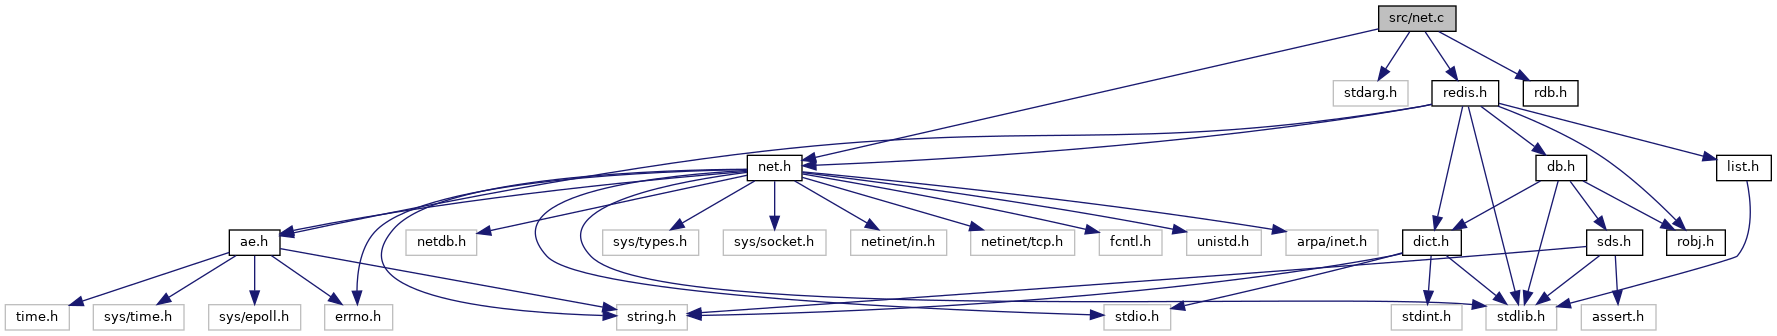 src/net.c
stdarg.h
redis.h
rdb.h
net.h
db.h
list.h
ae.h
netdb.h
sys/types.h
sys/socket.h
netinet/in.h
netinet/tcp.h
fcntl.h
unistd.h
arpa/inet.h
dict.h
sds.h
robj.h
time.h
sys/time.h
sys/epoll.h
errno.h
string.h
stdio.h
stdint.h
stdlib.h
assert.h